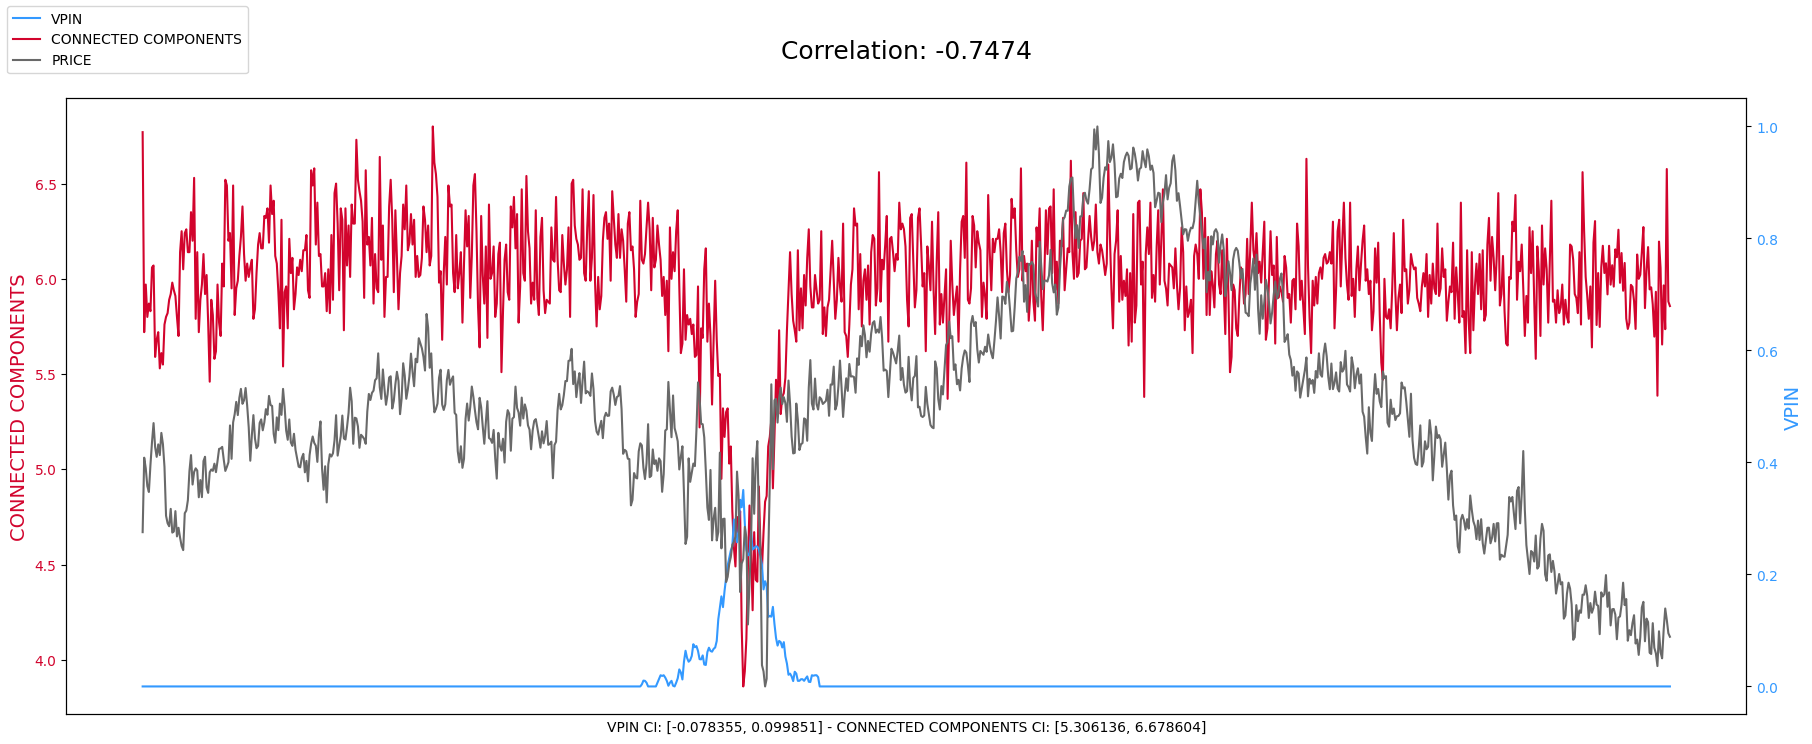 VPIN
CONNECTED COMPONENTS
PRICE
Correlation: -0.7474
CONNECTED COMPONENTS
6.5
6.0
5.5
5.0
4.5
4.0
1.0
0.8
0.6
0.4
0.2
0.0
VPIN
VPIN CI: [-0.078355, 0.099851] - CONNECTED COMPONENTS CI: [5.306136, 6.678604]